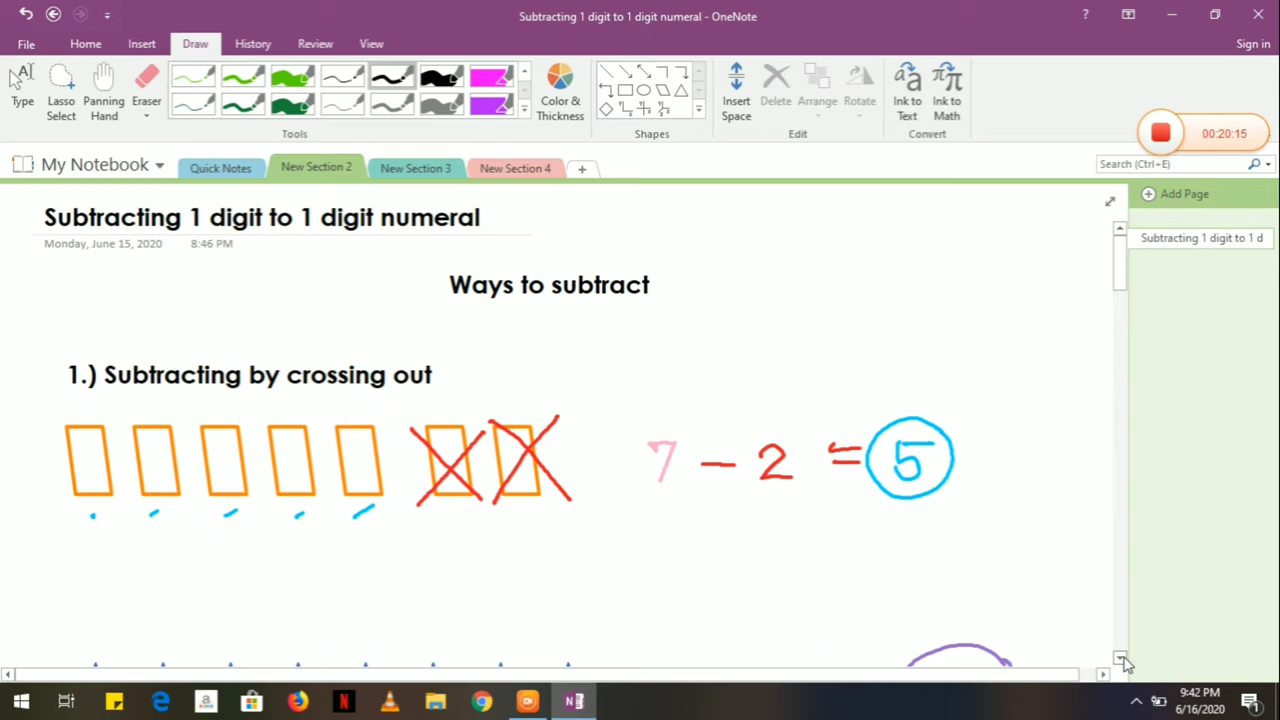 Subtracting 1 digit to 1 digit numeral - OneNote
?
File Home Insert Draw History Review View
Sign in
Type
Lasso Select
Panning Hand
Eraser
Color & Thickness
Insert Space
Delete
Arrange
Rotate
Ink to Text
Ink to Math
Tools
Shapes
Edit
Convert
00:20:15
My Notebook
Quick Notes
New Section 2
New Section 3
New Section 4
Search (Ctrl+E)
Add Page
Subtracting 1 digit to 1 digit numeral
Monday, June 15, 2020 8:46 PM
Subtracting 1 digit to 1 d
Ways to subtract
1.) Subtracting by crossing out
7 - 2 = 5
9:42 PM
6/16/2020